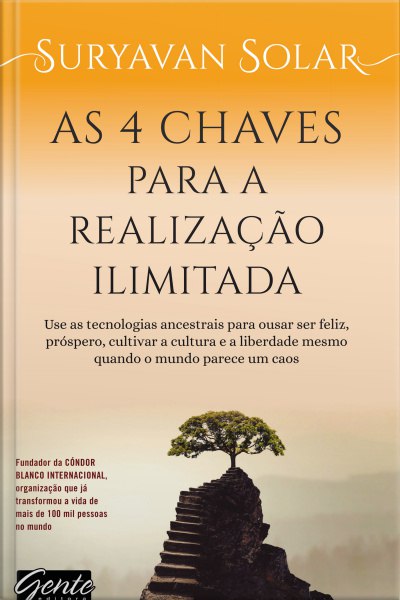 SURYAVAN SOLAR
AS 4 CHAVES
PARA A
REALIZAÇÃO
ILIMITADA
Use as tecnologias ancestrais para ousar ser feliz,
próspero, cultivar a cultura e a liberdade mesmo
quando o mundo parece um caos
Fundador da CÓNDOR
BLANCO INTERNACIONAL,
organização que já
transformou a vida de
mais de 100 mil pessoas
no mundo
Gente
editora